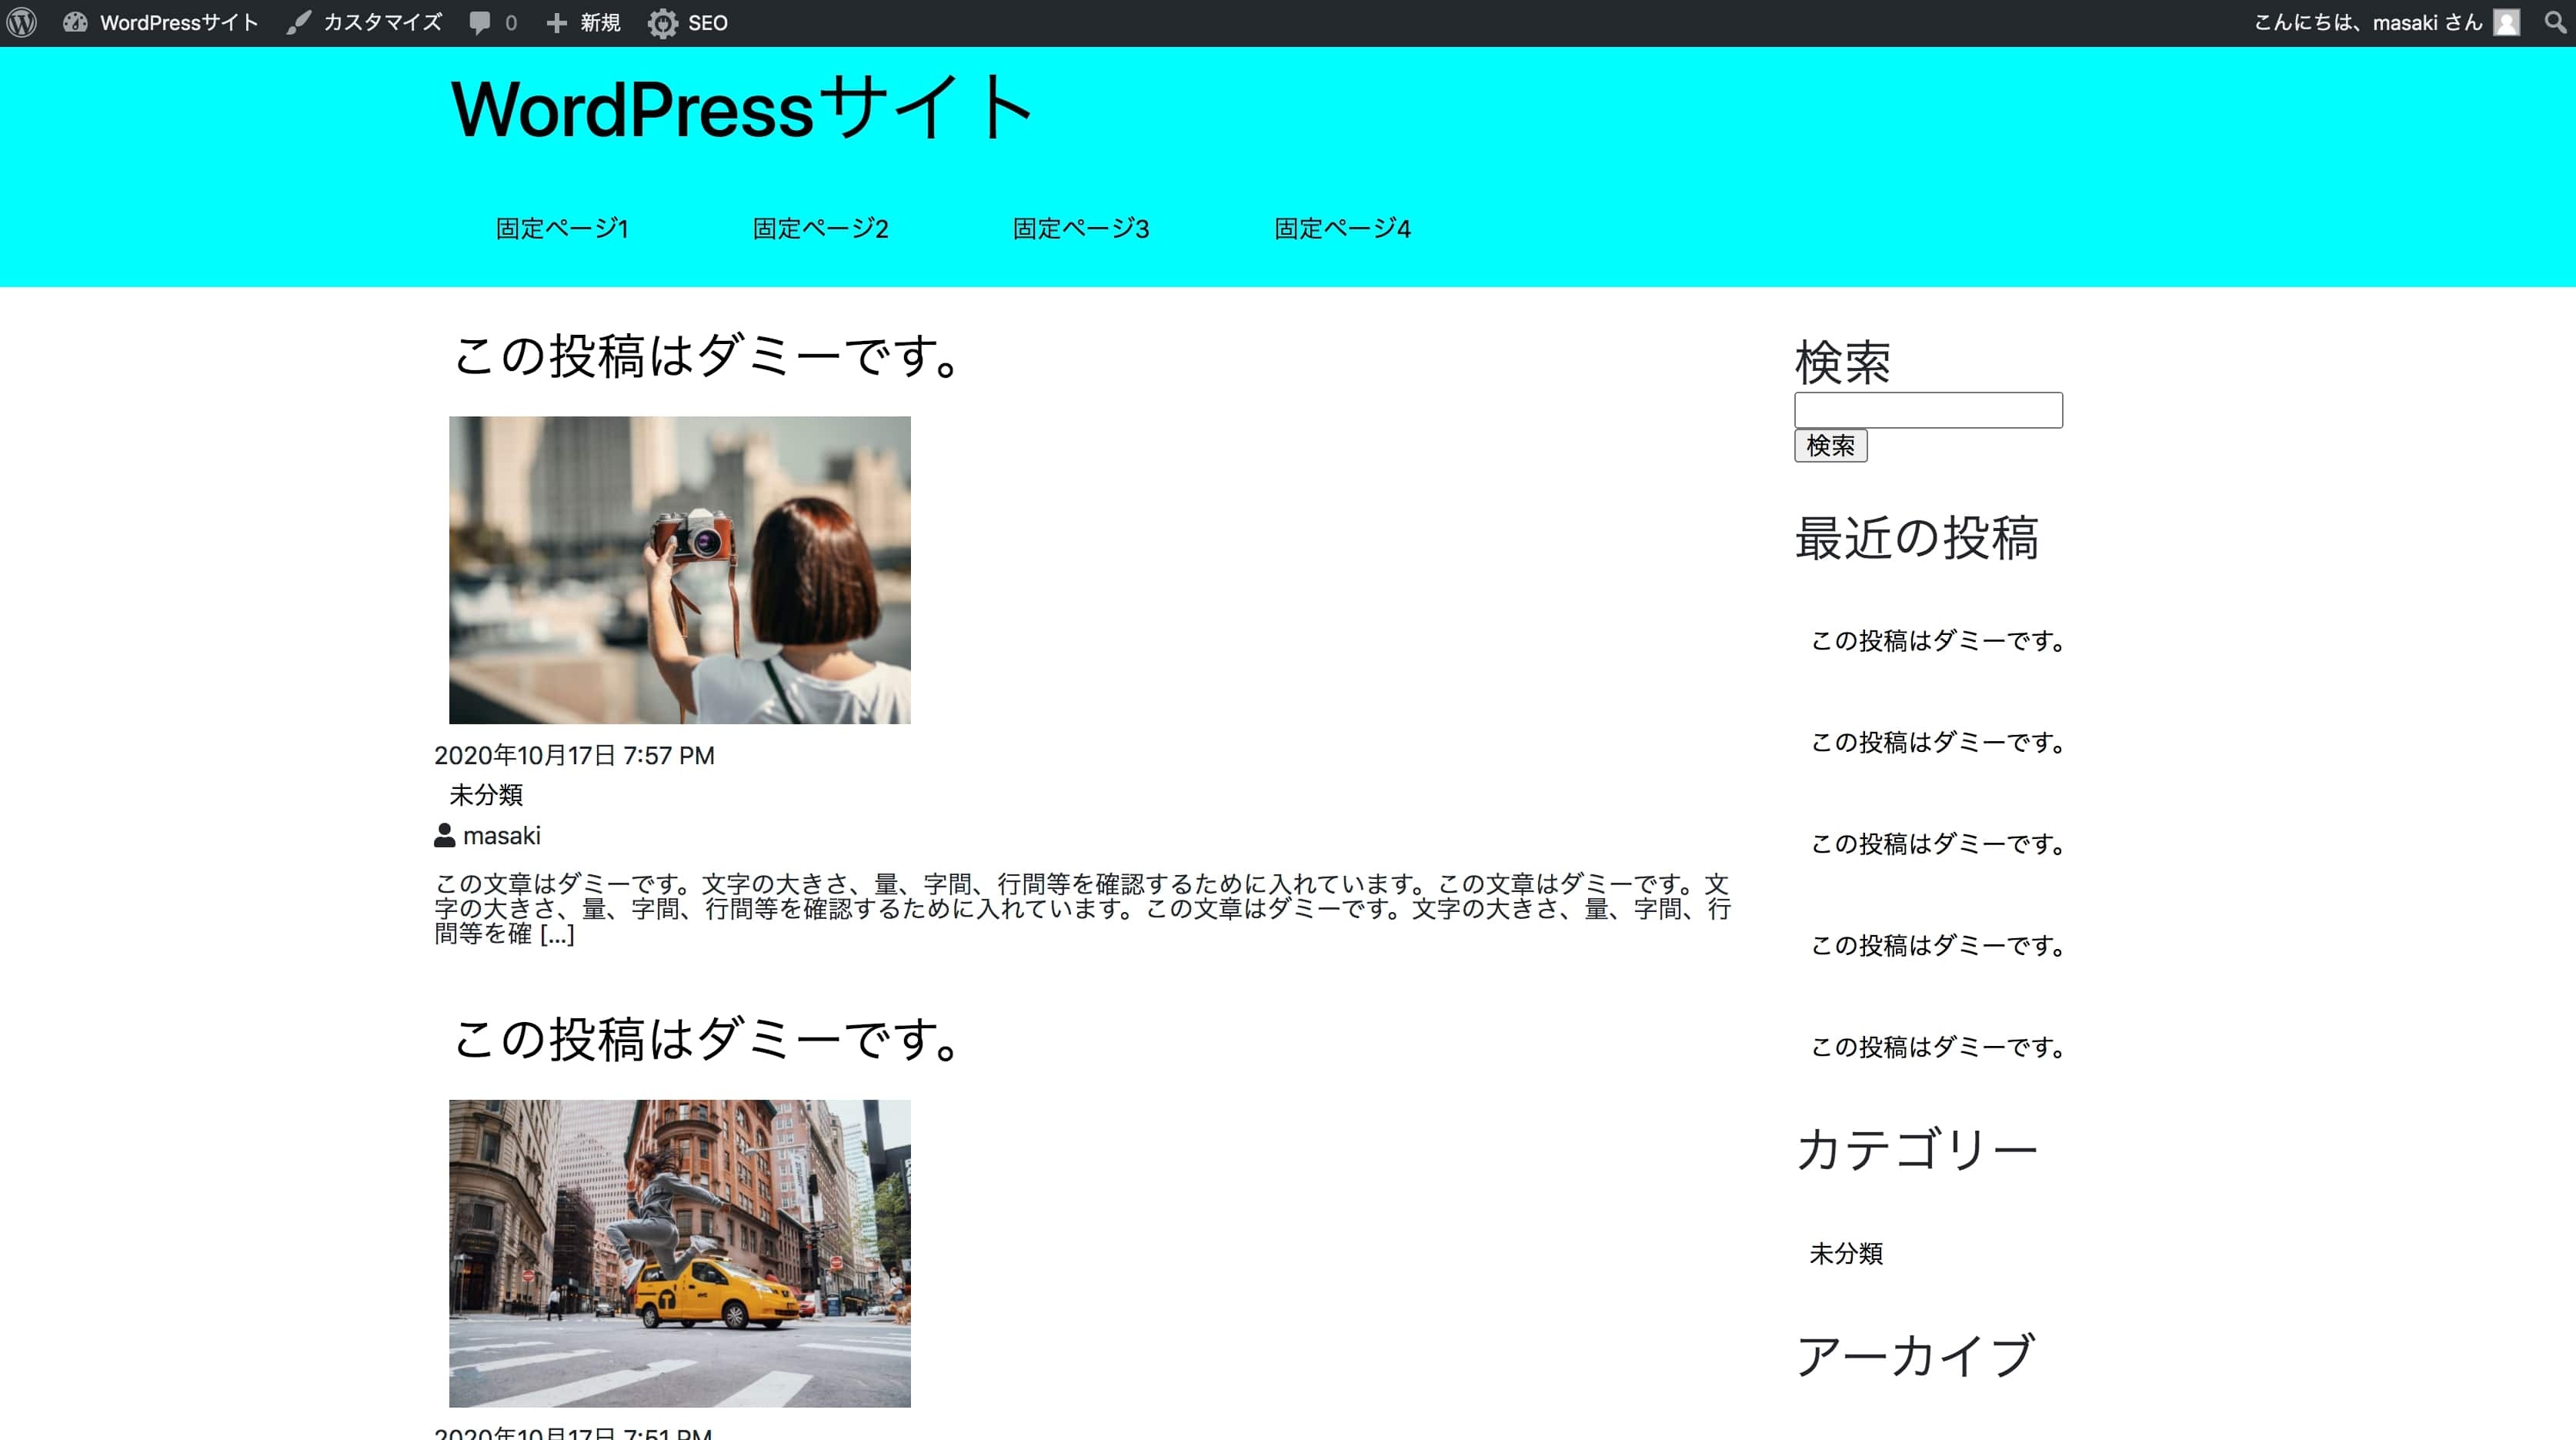 WordPressサイト カスタマイズ 0 新規 SEO こんにちは、masaki さん
WordPressサイト
固定ページ1 固定ページ2 固定ページ3 固定ページ4
この投稿はダミーです。
2020年10月17日 7:57 PM
未分類
masaki
この文章はダミーです。文字の大きさ、量、字間、行間等を確認するために入れています。この文章はダミーです。文
字の大きさ、量、字間、行間等を確認するために入れています。この文章はダミーです。文字の大きさ、量、字間、行
間等を確 [...]
この投稿はダミーです。
2020年10月17日 7:51 PM
検索
検索
最近の投稿
この投稿はダミーです。
この投稿はダミーです。
この投稿はダミーです。
この投稿はダミーです。
この投稿はダミーです。
カテゴリー
未分類
アーカイブ